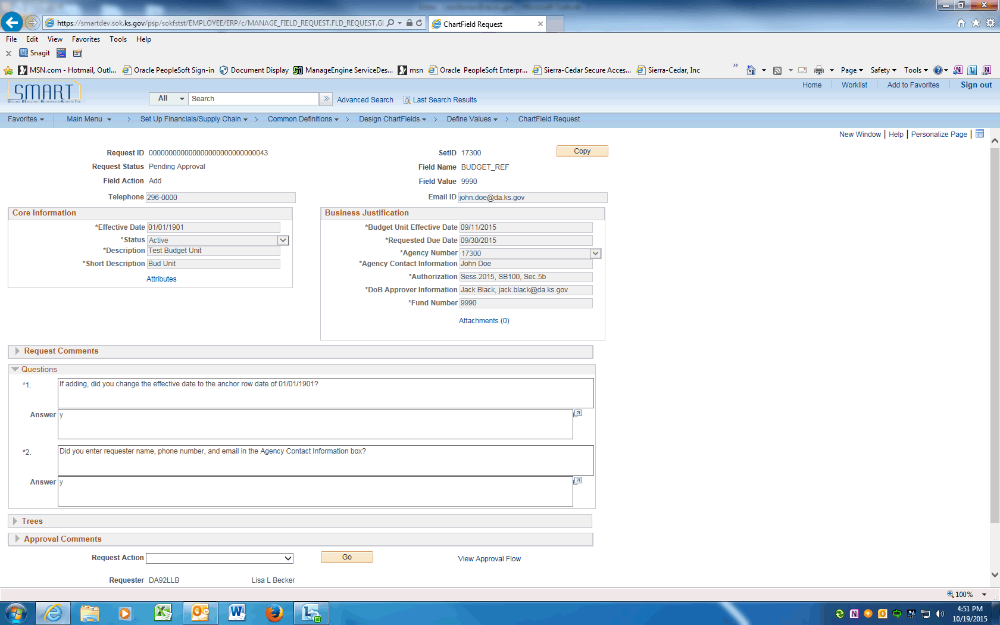 https://smartdev.sok.ks.gov/psp/sokfstst/EMPLOYEE/ERP/c/MANAGE_FIELD_REQUEST.FLD_REQUEST.G
ChartField Request
File Edit View Favorites Tools Help
x Snagit
MSN.com - Hotmail, Outl... Oracle PeopleSoft Sign-in Document Display ManageEngine ServiceDes... msn Oracle PeopleSoft Enterpr... Sierra-Cedar Secure Acces... Sierra-Cedar, Inc » Page Safety Tools
SMART
Home Worklist Add to Favorites Sign out
All Search » Advanced Search Last Search Results
Favorites Main Menu > Set Up Financials/Supply Chain > Common Definitions > Design ChartFields > Define Values > ChartField Request
New Window | Help | Personalize Page |
Request ID 000000000000000000000000000043 SetID 17300 Copy
Request Status Pending Approval Field Name BUDGET_REF
Field Action Add Field Value 9990
Telephone 296-0000 Email ID john.doe@da.ks.gov
Core Information
*Effective Date 01/01/1901
*Status Active
*Description Test Budget Unit
*Short Description Bud Unit
Attributes
Business Justification
*Budget Unit Effective Date 09/11/2015
*Requested Due Date 09/30/2015
*Agency Number 17300
*Agency Contact Information John Doe
*Authorization Sess.2015, SB100, Sec.5b
*DoB Approver Information Jack Black, jack.black@da.ks.gov
*Fund Number 9990
Attachments (0)
Request Comments
Questions
*1. If adding, did you change the effective date to the anchor row date of 01/01/1901?
Answer y
*2. Did you enter requester name, phone number, and email in the Agency Contact Information box?
Answer y
Trees
Approval Comments
Request Action Go View Approval Flow
Requester DA92LLB Lisa L Becker
100%
4:51 PM
10/19/2015